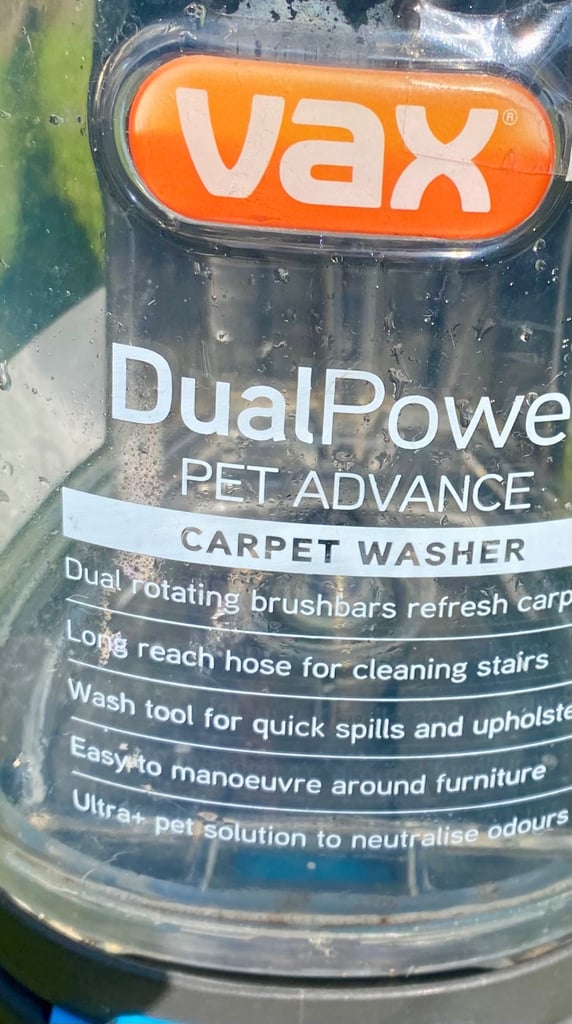 vax®
DualPowe
PET ADVANCE
CARPET WASHER
Dual rotating brushbars refresh carp
Long reach hose for cleaning stairs
Wash tool for quick spills and upholste
Easy to manoeuvre around furniture
Ultra+ pet solution to neutralise odours